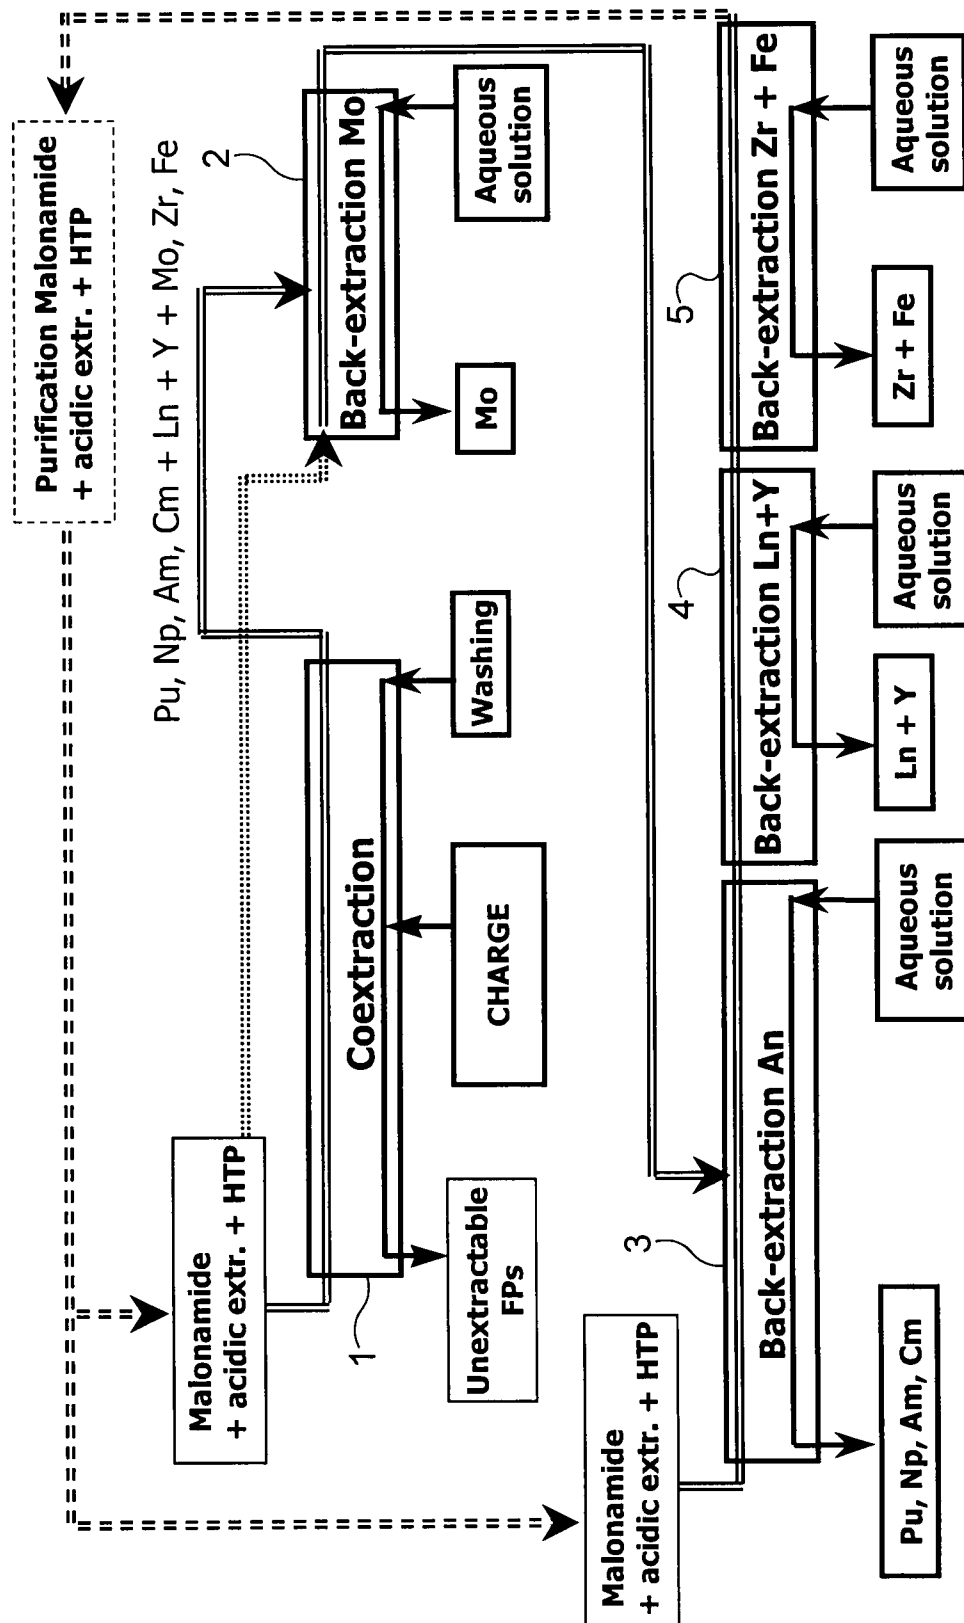 Purification Malonamide
+ acidic extr. + HTP
Malonamide
+ acidic extr. + HTP
Pu, Np, Am, Cm + Ln + Y + Mo, Zr, Fe
1
Coextraction
2
Back-extraction Mo
Unextractable
FPs
CHARGE
Washing
Mo
Aqueous
solution
Malonamide
+ acidic extr. + HTP
3
Back-extraction An
4
Back-extraction Ln+Y
5
Back-extraction Zr + Fe
Pu, Np, Am, Cm
Aqueous
solution
Ln + Y
Aqueous
solution
Zr + Fe
Aqueous
solution